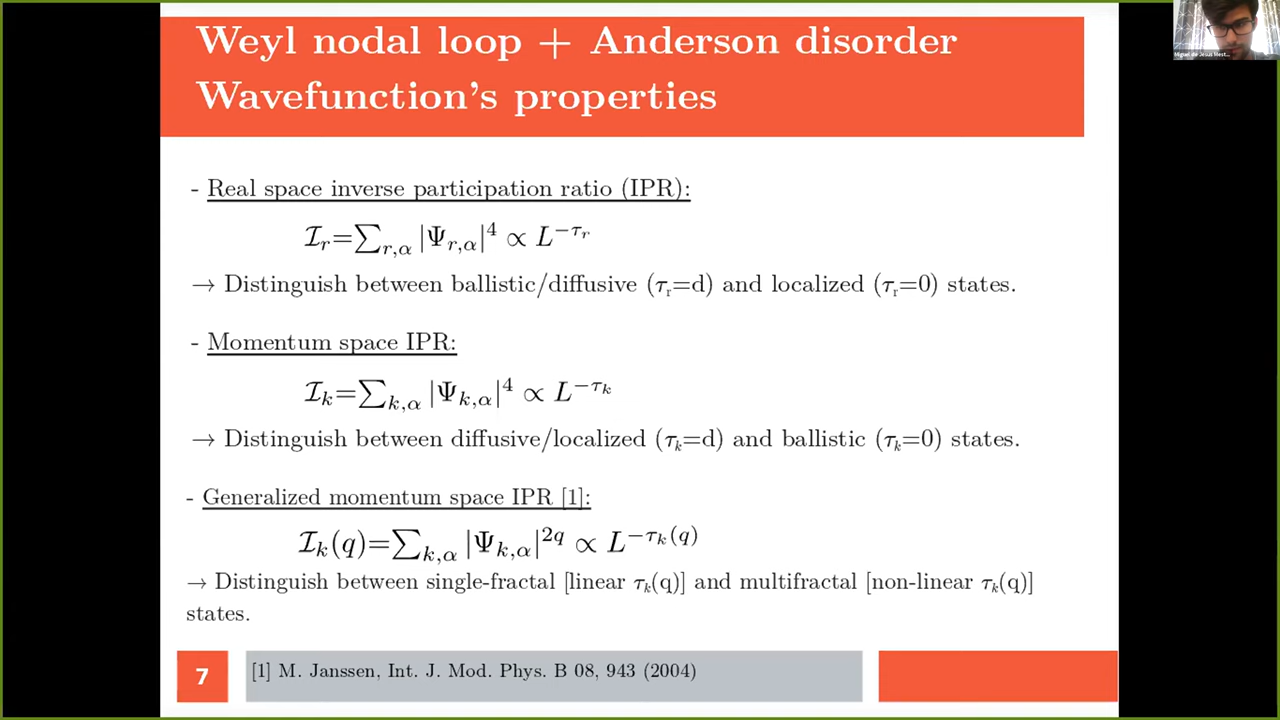 Weyl nodal loop + Anderson disorder
Wavefunction's properties
- Real space inverse participation ratio (IPR):
ℐ_r=∑_{r,α} |Ψ_{r,α}|^4 ∝ L^{−τ_r}
→ Distinguish between ballistic/diffusive (τ_r=d) and localized (τ_r=0) states.
- Momentum space IPR:
ℐ_k=∑_{k,α} |Ψ_{k,α}|^4 ∝ L^{−τ_k}
→ Distinguish between diffusive/localized (τ_k=d) and ballistic (τ_k=0) states.
- Generalized momentum space IPR [1]:
ℐ_k(q)=∑_{k,α} |Ψ_{k,α}|^{2q} ∝ L^{−τ_k(q)}
→ Distinguish between single-fractal [linear τ_k(q)] and multifractal [non-linear τ_k(q)]
states.
7
[1] M. Janssen, Int. J. Mod. Phys. B 08, 943 (2004)